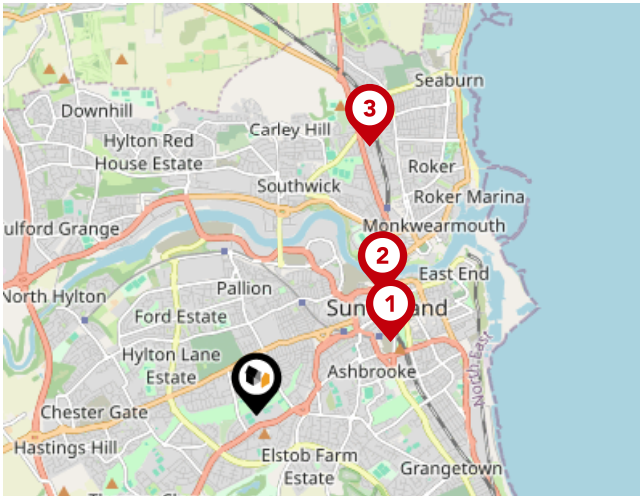 Seaburn
Downhill
3
Carley Hill
Hylton Red
House Estate
Roker
Southwick
Roker Marina
ulford Grange
Monkwearmouth
2
East End
North Hylton
Pallion
1
Sun
and
Ford Estate
Hylton Lane
Estate
Ashbrooke
North East
Chester Gate
Hastings Hill
Elstob Farm
Estate
Grangetown